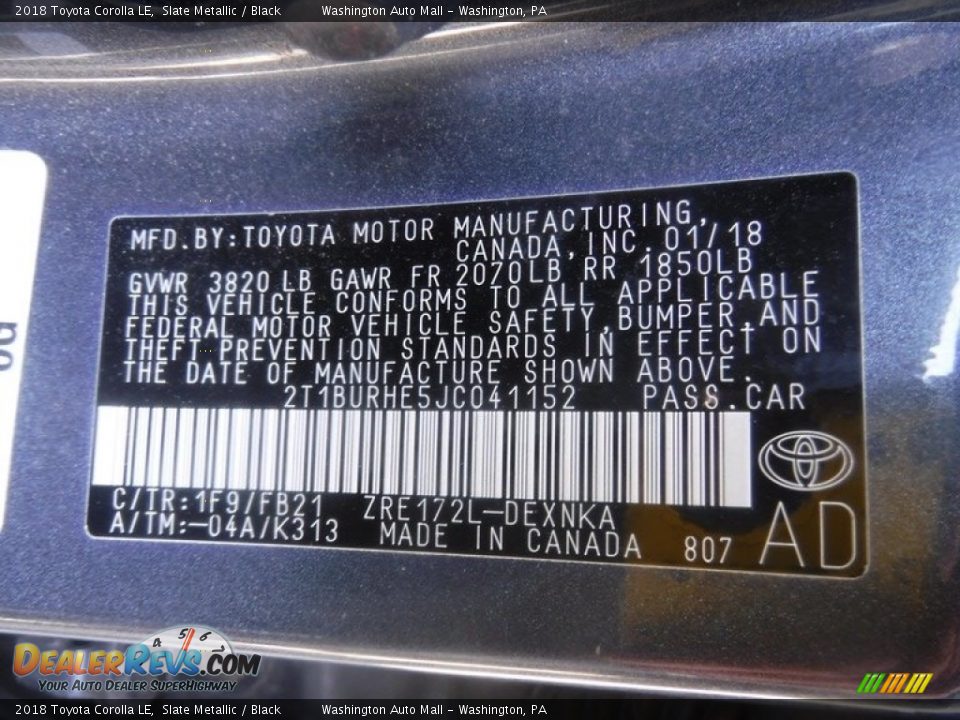 2018 Toyota Corolla LE, Slate Metallic / Black Washington Auto Mall - Washington, PA
MFD.BY:TOYOTA MOTOR MANUFACTURING,
CANADA,INC.01/18
GVWR 3820 LB GAWR FR 2070LB RR 1850LB
THIS VEHICLE CONFORMS TO ALL APPLICABLE
FEDERAL MOTOR VEHICLE SAFETY,BUMPER,AND
THEFT PREVENTION STANDARDS IN EFFECT ON
THE DATE OF MANUFACTURE SHOWN ABOVE.
2T1BURHE5JC041152 PASS.CAR
C/TR:1F9/FB21 ZRE172L-DEXNKA
A/TM:-04A/K313 MADE IN CANADA 807 AD
4 5 6 7
DEALERREVS.COM
YOUR AUTO DEALER SUPERHIGHWAY
2018 Toyota Corolla LE, Slate Metallic / Black Washington Auto Mall - Washington, PA